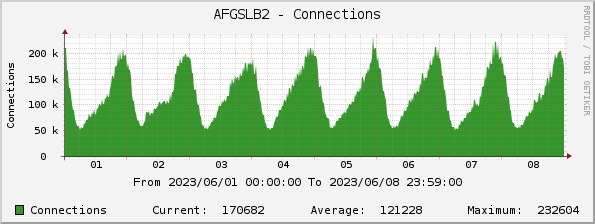 AFGSLB2 - Connections
RRDTOOL / TOBI OETIKER
Connections
200 k
150 k
100 k
50 k
0
01 02 03 04 05 06 07 08
From 2023/06/01 00:00:00 To 2023/06/08 23:59:00
Connections Current: 170682 Average: 121228 Maximum: 232604